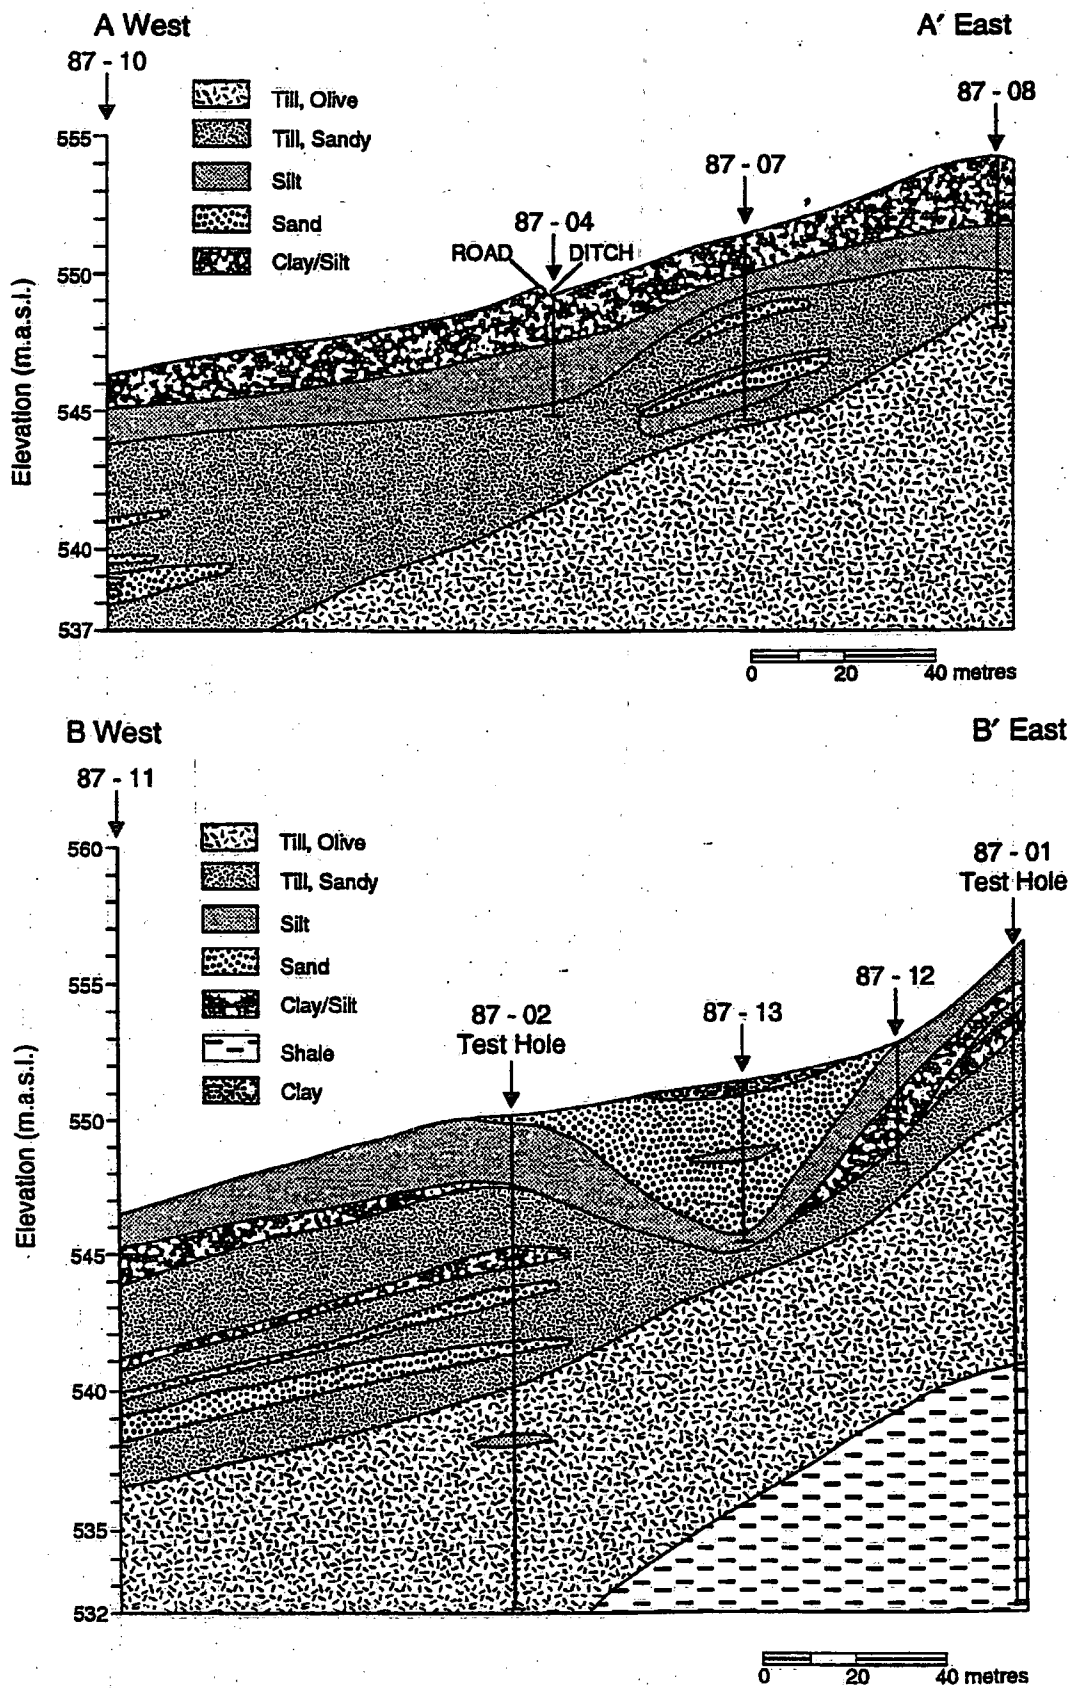 A West
A′ East
87 - 10
87 - 08
Till, Olive
Till, Sandy
Silt
Sand
Clay/Silt
87 - 07
87 - 04
ROAD
DITCH
555
550
545
540
537
Elevation (m.a.s.l.)
0 20 40 metres
B West
B′ East
87 - 11
Till, Olive
Till, Sandy
Silt
Sand
Clay/Silt
Shale
Clay
87 - 01
Test Hole
87 - 12
87 - 13
87 - 02
Test Hole
560
555
550
545
540
535
532
Elevation (m.a.s.l.)
0 20 40 metres